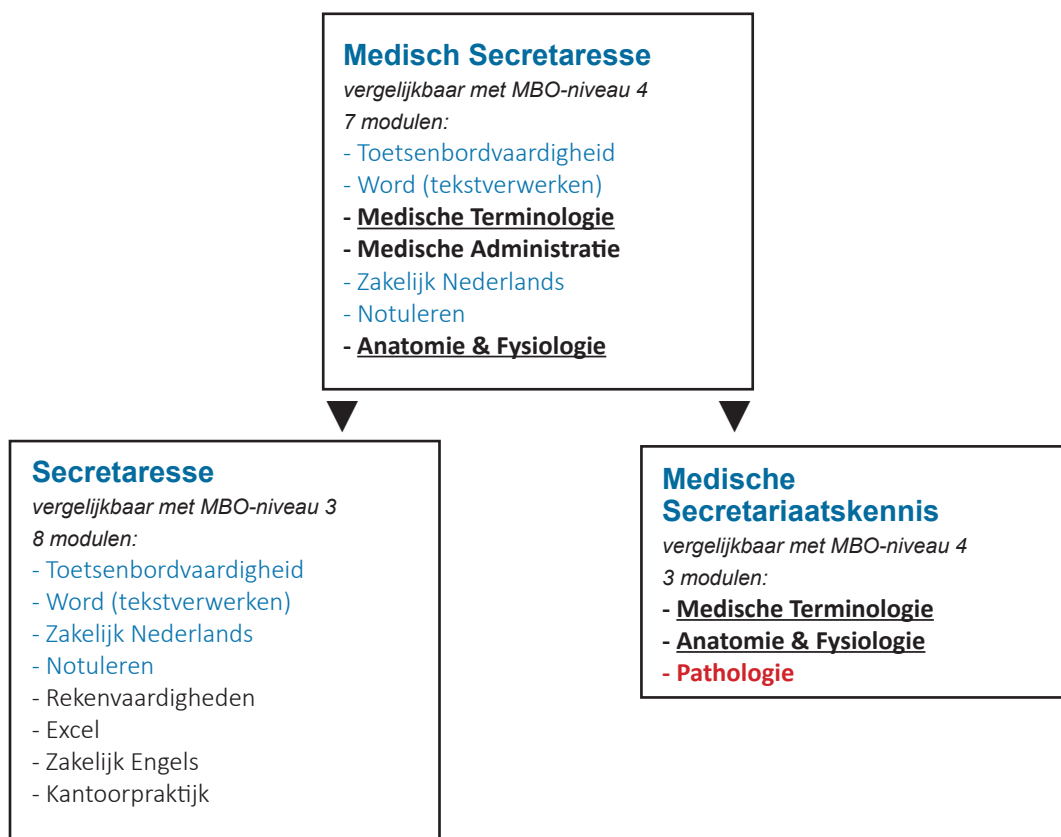 Medisch Secretaresse
vergelijkbaar met MBO-niveau 4
7 modulen:
- Toetsenbordvaardigheid
- Word (tekstverwerken)
- Medische Terminologie
- Medische Administratie
- Zakelijk Nederlands
- Notuleren
- Anatomie & Fysiologie
Secretaresse
vergelijkbaar met MBO-niveau 3
8 modulen:
- Toetsenbordvaardigheid
- Word (tekstverwerken)
- Zakelijk Nederlands
- Notuleren
- Rekenvaardigheden
- Excel
- Zakelijk Engels
- Kantoorpraktijk
Medische
Secretariaatskennis
vergelijkbaar met MBO-niveau 4
3 modulen:
- Medische Terminologie
- Anatomie & Fysiologie
- Pathologie